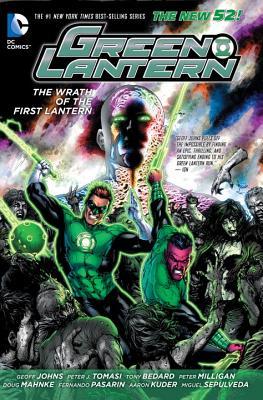 THE #1 NEW YORK TIMES BEST-SELLING SERIES
THE NEW 52!
DC COMICS
GREEN LANTERN
THE WRATH
OF THE
FIRST LANTERN
"GEOFF JOHNS PULLS OFF
THE IMPOSSIBLE BY FINDING
AN EPIC, THRILLING, AND
SATISFYING ENDING TO HIS
GREEN LANTERN RUN."
— IGN
GEOFF JOHNS PETER J. TOMASI TONY BEDARD PETER MILLIGAN
DOUG MAHNKE FERNANDO PASARIN AARON KUDER MIGUEL SEPULVEDA